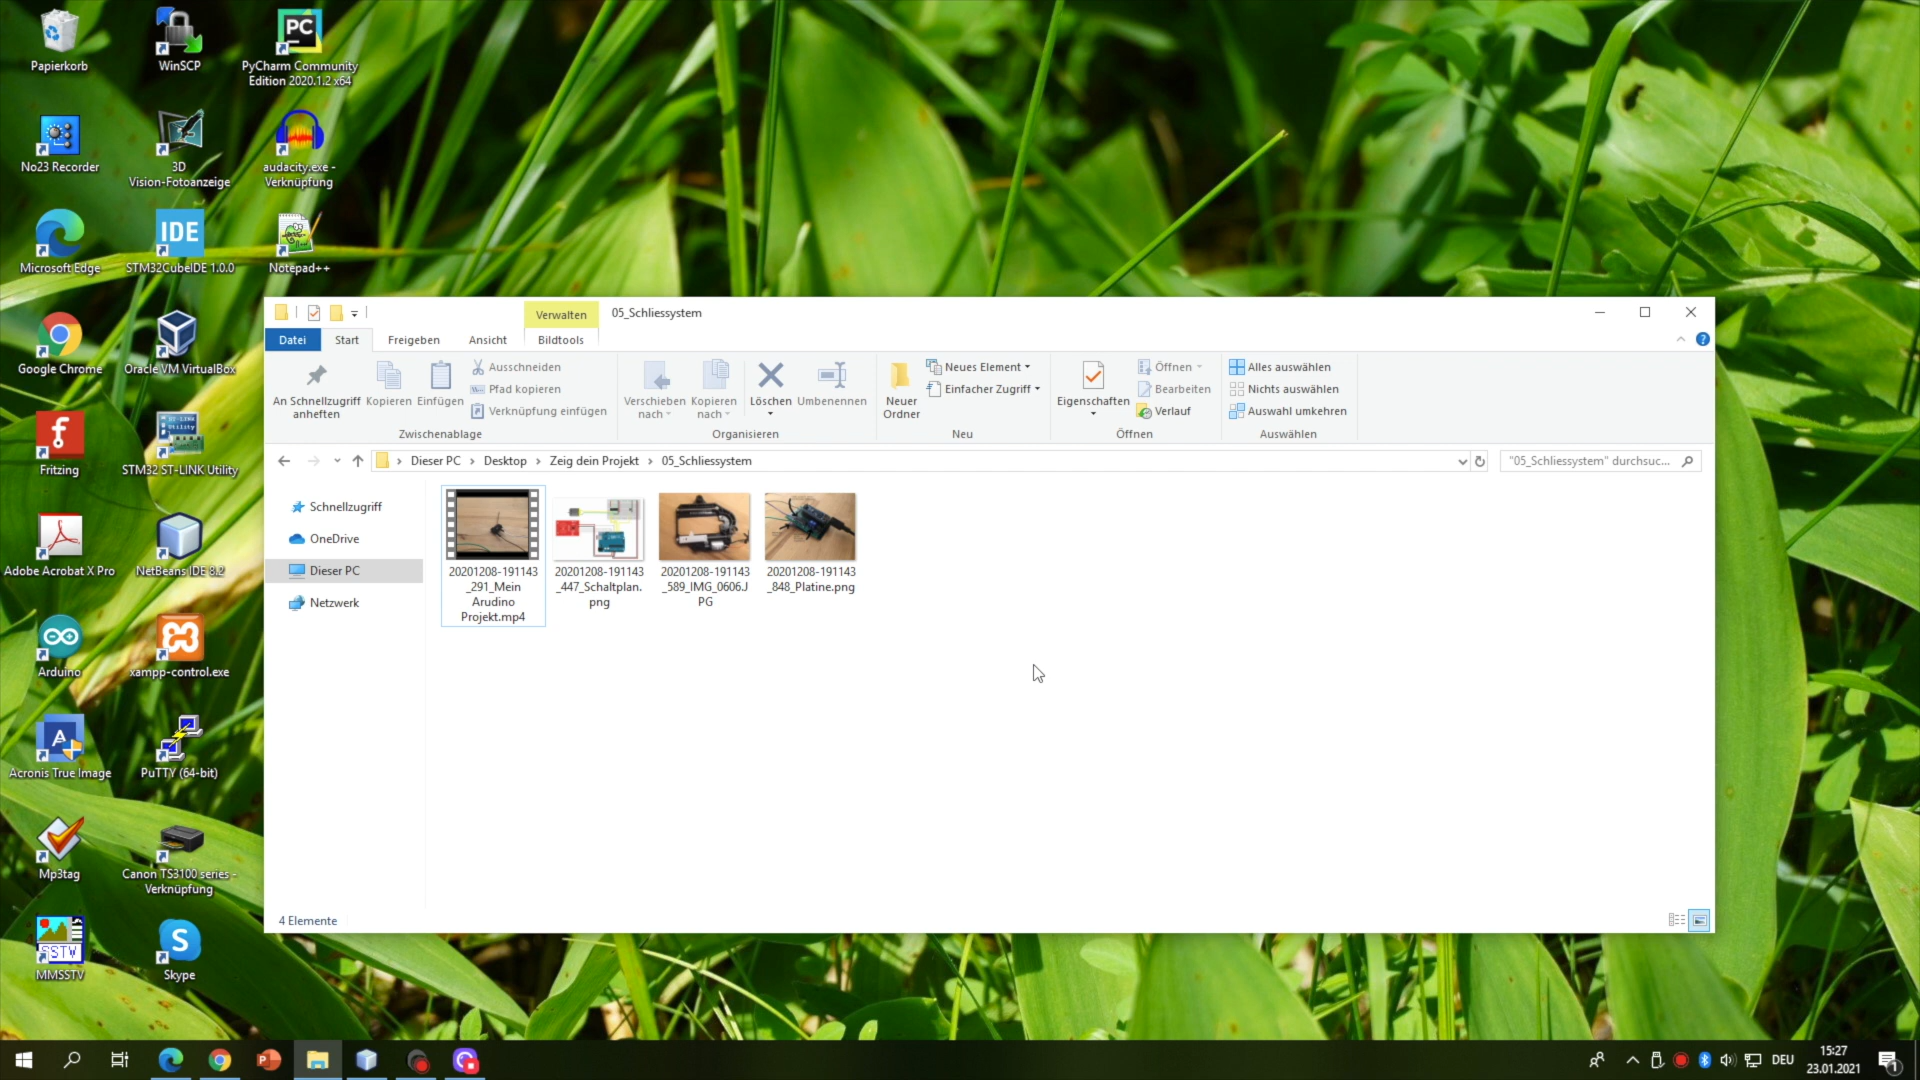 Papierkorb
WinSCP
PC
PyCharm Community
Edition 2020.1.2 x64
No23 Recorder
3D
Vision-Fotoanzeige
audacity.exe -
Verknüpfung
Microsoft Edge
IDE
STM32CubeIDE 1.0.0
Notepad++
Google Chrome
Oracle VM VirtualBox
Fritzing
ST-LINK
Utility
STM32 ST-LINK Utility
Adobe Acrobat X Pro
NetBeans IDE 8.2
Arduino
xampp-control.exe
Acronis True Image
PuTTY (64-bit)
Mp3tag
Canon TS3100 series -
Verknüpfung
SSTV
MMSSTV
Skype
Verwalten
05_Schliessystem
Datei
Start
Freigeben
Ansicht
Bildtools
An Schnellzugriff
anheften
Kopieren
Einfügen
Ausschneiden
Pfad kopieren
Verknüpfung einfügen
Zwischenablage
Verschieben
nach
Kopieren
nach
Löschen
Umbenennen
Organisieren
Neuer
Ordner
Neues Element
Einfacher Zugriff
Neu
Eigenschaften
Öffnen
Bearbeiten
Verlauf
Öffnen
Alles auswählen
Nichts auswählen
Auswahl umkehren
Auswählen
Dieser PC
Desktop
Zeig dein Projekt
05_Schliessystem
"05_Schliessystem" durchsuc...
Schnellzugriff
OneDrive
Dieser PC
Netzwerk
20201208-191143
_291_Mein
Arudino
Projekt.mp4
20201208-191143
_447_Schaltplan.
png
20201208-191143
_589_IMG_0606.J
PG
20201208-191143
_848_Platine.png
4 Elemente
DEU
15:27
23.01.2021
1